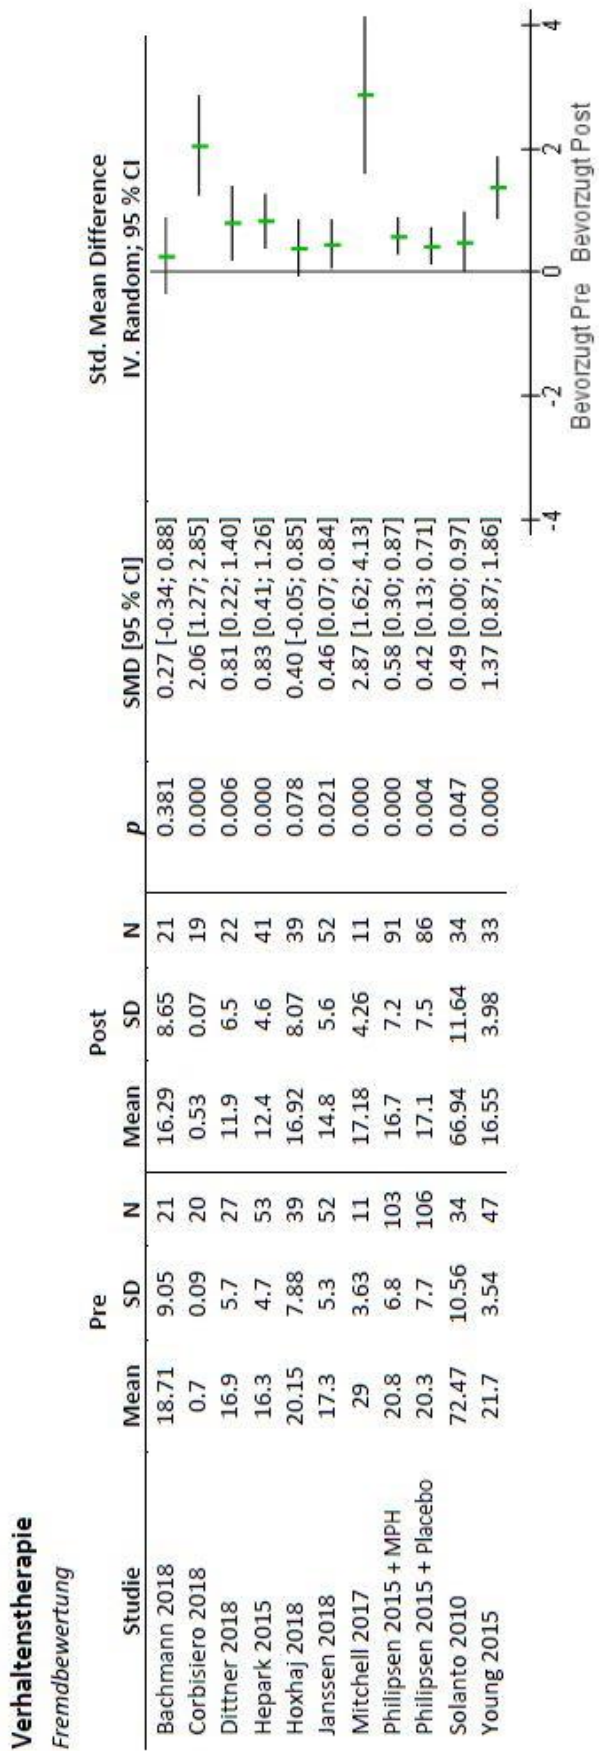 Verhaltenstherapie
Fremdbewertung
Pre Post Std. Mean Difference
Studie Mean SD N Mean SD N p SMD [95 % CI] IV. Random; 95 % CI
Bachmann 2018 18.71 9.05 21 16.29 8.65 21 0.381 0.27 [-0.34; 0.88]
Corbisiero 2018 0.7 0.09 20 0.53 0.07 19 0.000 2.06 [1.27; 2.85]
Dittner 2018 16.9 5.7 27 11.9 6.5 22 0.006 0.81 [0.22; 1.40]
Hepark 2015 16.3 4.7 53 12.4 4.6 41 0.000 0.83 [0.41; 1.26]
Hoxhaj 2018 20.15 7.88 39 16.92 8.07 39 0.078 0.40 [-0.05; 0.85]
Janssen 2018 17.3 5.3 52 14.8 5.6 52 0.021 0.46 [0.07; 0.84]
Mitchell 2017 29 3.63 11 17.18 4.26 11 0.000 2.87 [1.62; 4.13]
Philipsen 2015 + MPH 20.8 6.8 103 16.7 7.2 91 0.000 0.58 [0.30; 0.87]
Philipsen 2015 + Placebo 20.3 7.7 106 17.1 7.5 86 0.004 0.42 [0.13; 0.71]
Solanto 2010 72.47 10.56 34 66.94 11.64 34 0.047 0.49 [0.00; 0.97]
Young 2015 21.7 3.54 47 16.55 3.98 33 0.000 1.37 [0.87; 1.86]
-4 -2 0 2 4
Bevorzugt Pre Bevorzugt Post